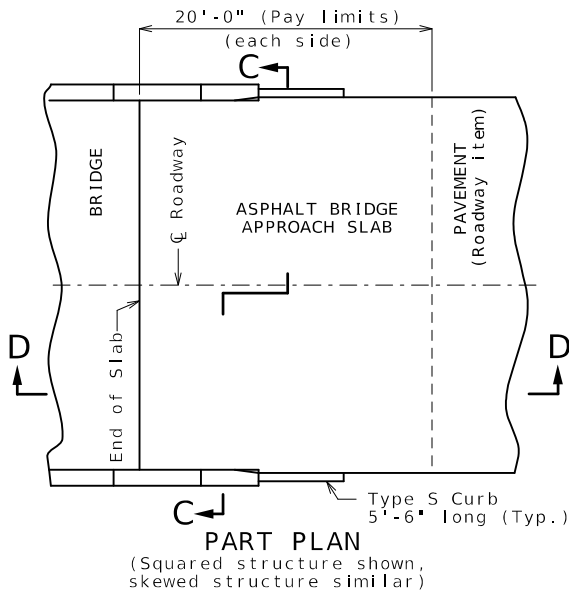 20'-0" (Pay limits)
(each side)
C
BRIDGE
℄ Roadway
ASPHALT BRIDGE
APPROACH SLAB
PAVEMENT
(Roadway item)
D
D
End of Slab
C
Type S Curb
5'-6" long (Typ.)
PART PLAN
(Squared structure shown,
skewed structure similar)